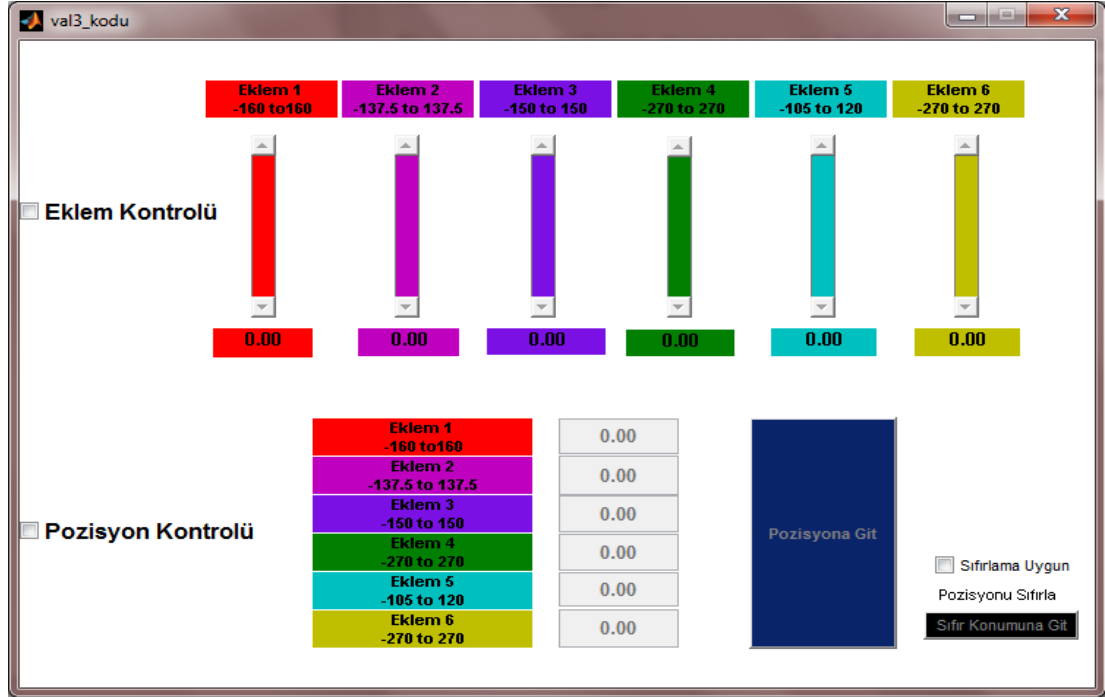 val3_kodu
Eklem 1
-160 to160
Eklem 2
-137.5 to 137.5
Eklem 3
-150 to 150
Eklem 4
-270 to 270
Eklem 5
-105 to 120
Eklem 6
-270 to 270
Eklem Kontrolü
0.00
0.00
0.00
0.00
0.00
0.00
Pozisyon Kontrolü
Eklem 1
-160 to160
0.00
Eklem 2
-137.5 to 137.5
0.00
Eklem 3
-150 to 150
0.00
Eklem 4
-270 to 270
0.00
Eklem 5
-105 to 120
0.00
Eklem 6
-270 to 270
0.00
Pozisyona Git
Sıfırlama Uygun
Pozisyonu Sıfırla
Sıfır Konumuna Git